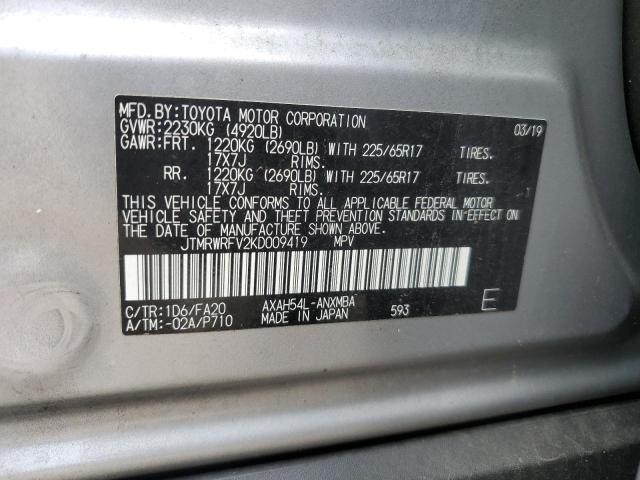 MFD.BY:TOYOTA MOTOR CORPORATION 03/19
GVWR:2230KG (4920LB)
GAWR:FRT. 1220KG (2690LB) WITH 225/65R17 TIRES.
17X7J RIMS.
RR. 1220KG (2690LB) WITH 225/65R17 TIRES.
17X7J RIMS.
THIS VEHICLE CONFORMS TO ALL APPLICABLE FEDERAL MOTOR
VEHICLE SAFETY AND THEFT PREVENTION STANDARDS IN EFFECT ON
THE DATE OF MANUFACTURE SHOWN ABOVE.
JTMRWRFV2KD009419 MPV
C/TR:1D6/FA20 AXAH54L-ANXMBA E
A/TM:-02A/P710 MADE IN JAPAN 593